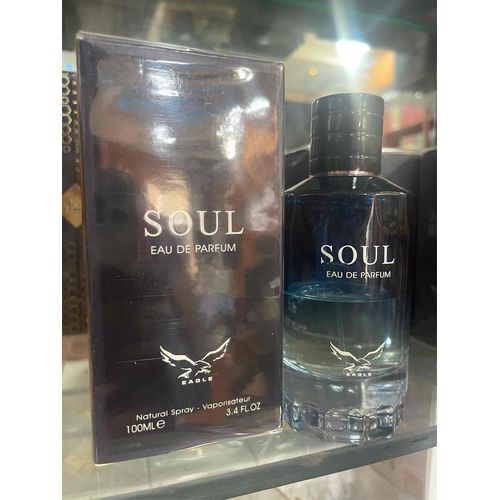 SOUL
EAU DE PARFUM
EAGLE
Natural Spray - Vaporisateur
100ML e 3.4 FL.OZ
SOUL
EAU DE PARFUM
EAGLE